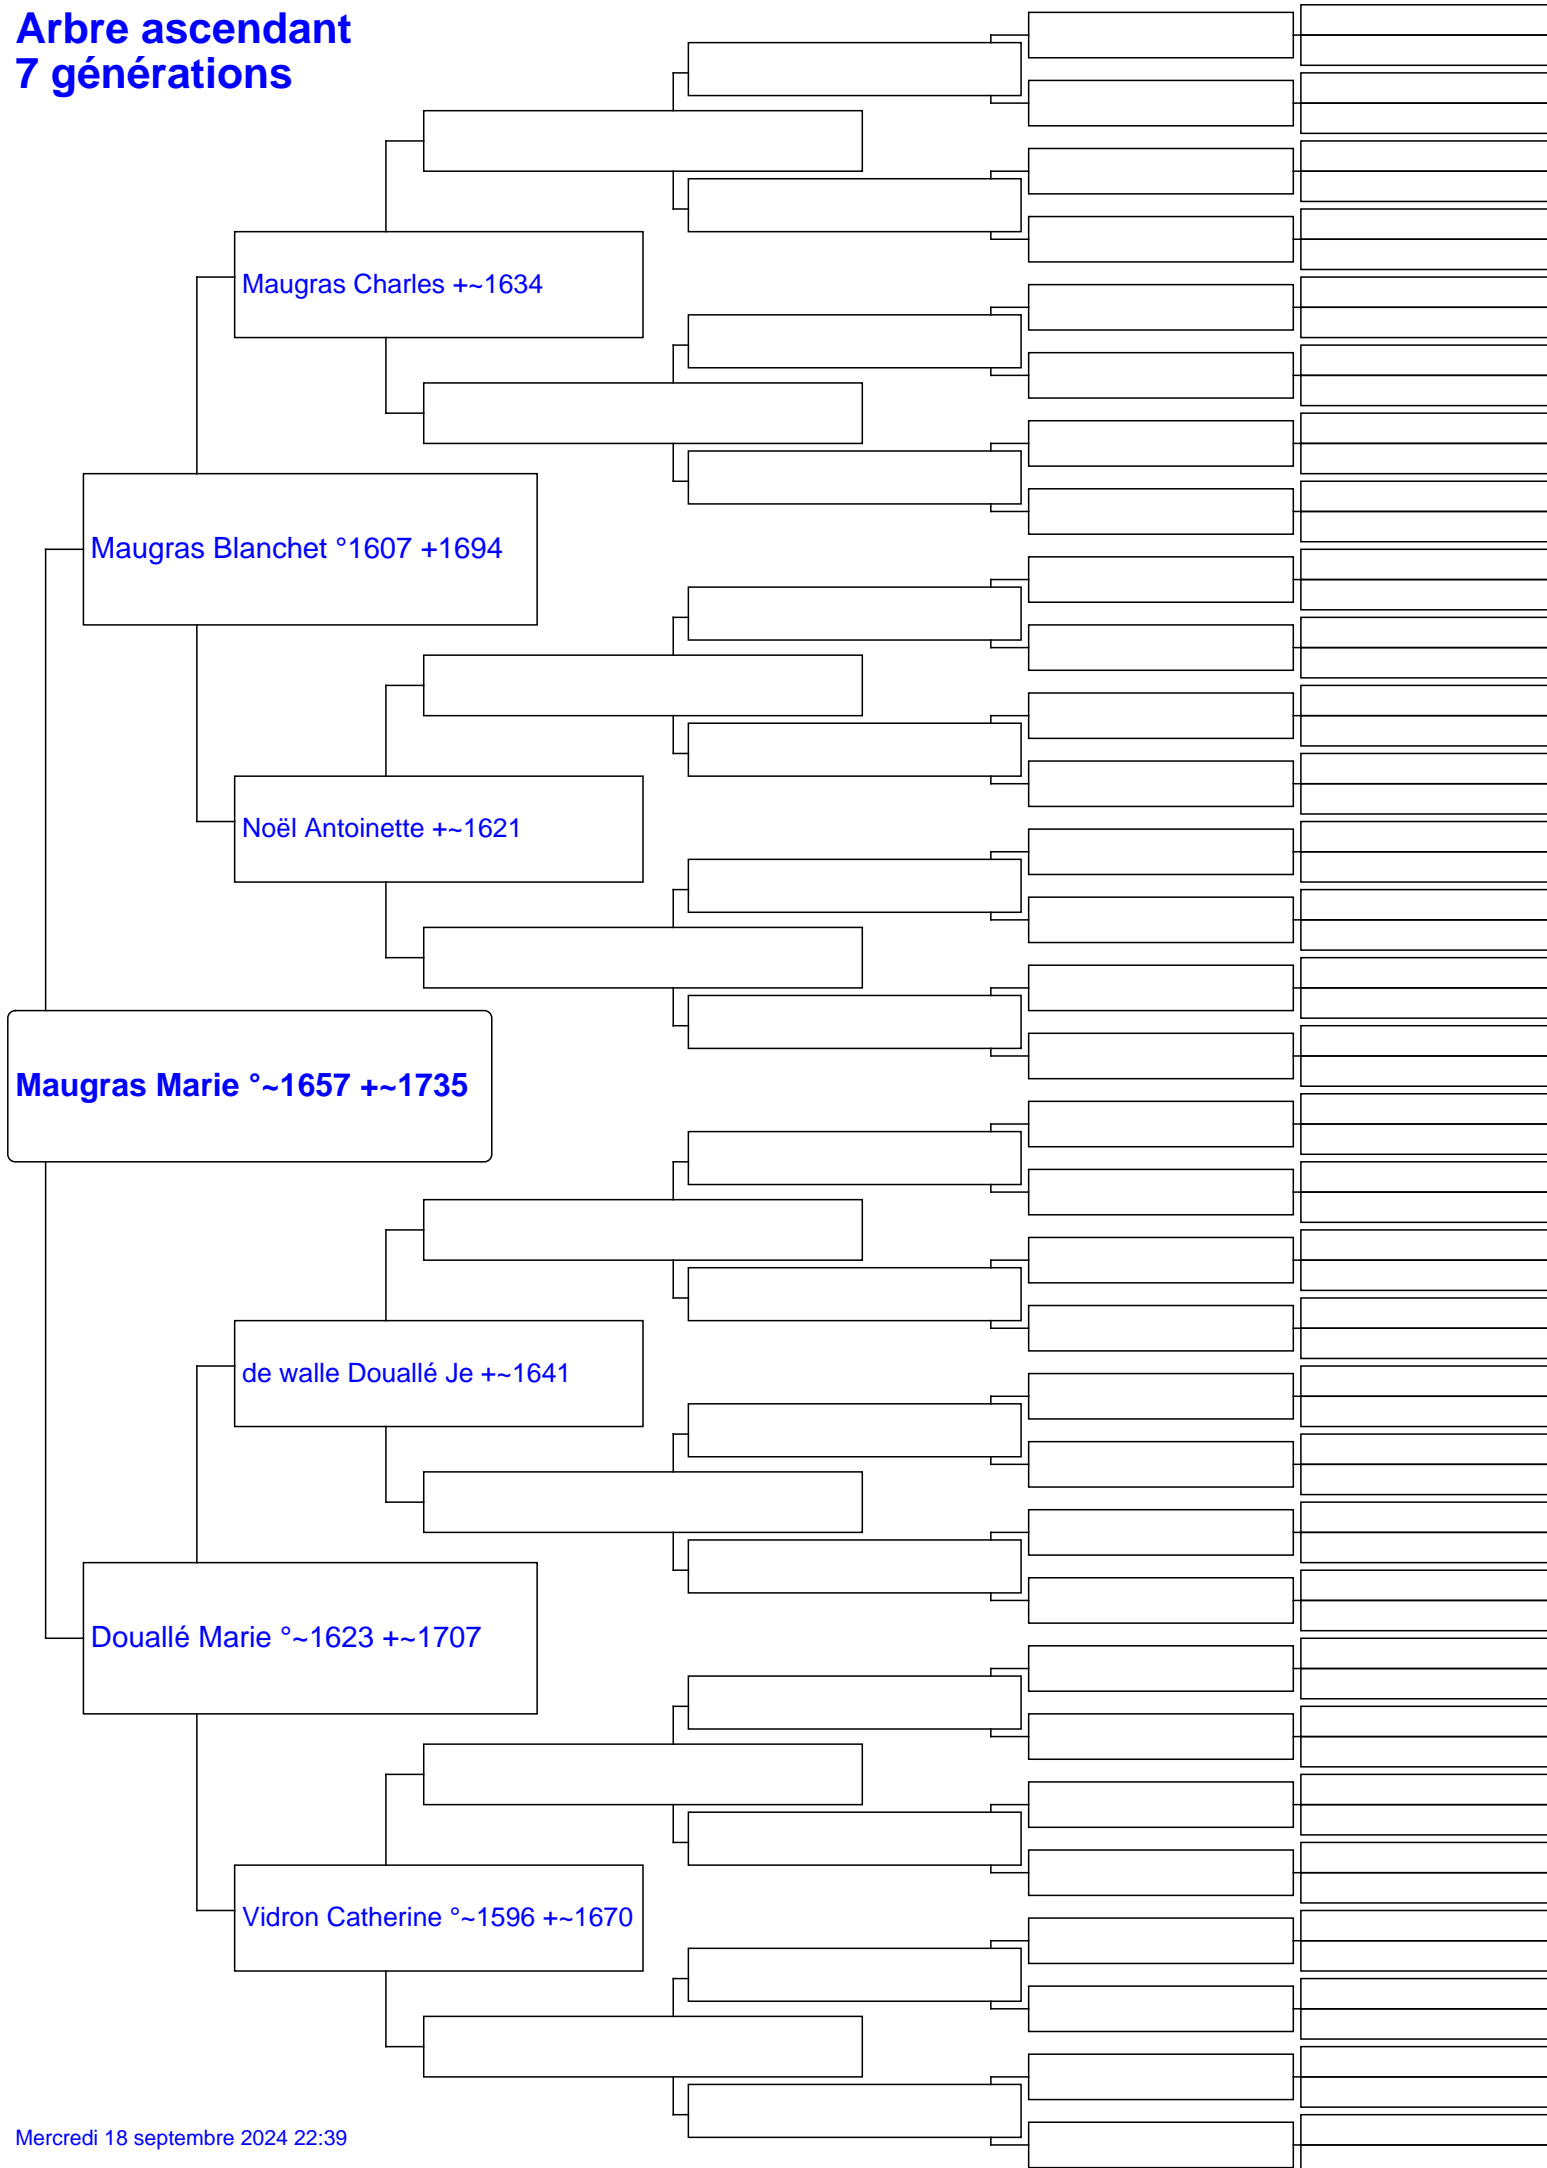 Arbre ascendant
7 générations
Maugras Charles +~1634
Maugras Blanchet °1607 +1694
Noël Antoinette +~1621
Maugras Marie °~1657 +~1735
de walle Douallé Je +~1641
Douallé Marie °~1623 +~1707
Vidron Catherine °~1596 +~1670
Mercredi 18 septembre 2024 22:39